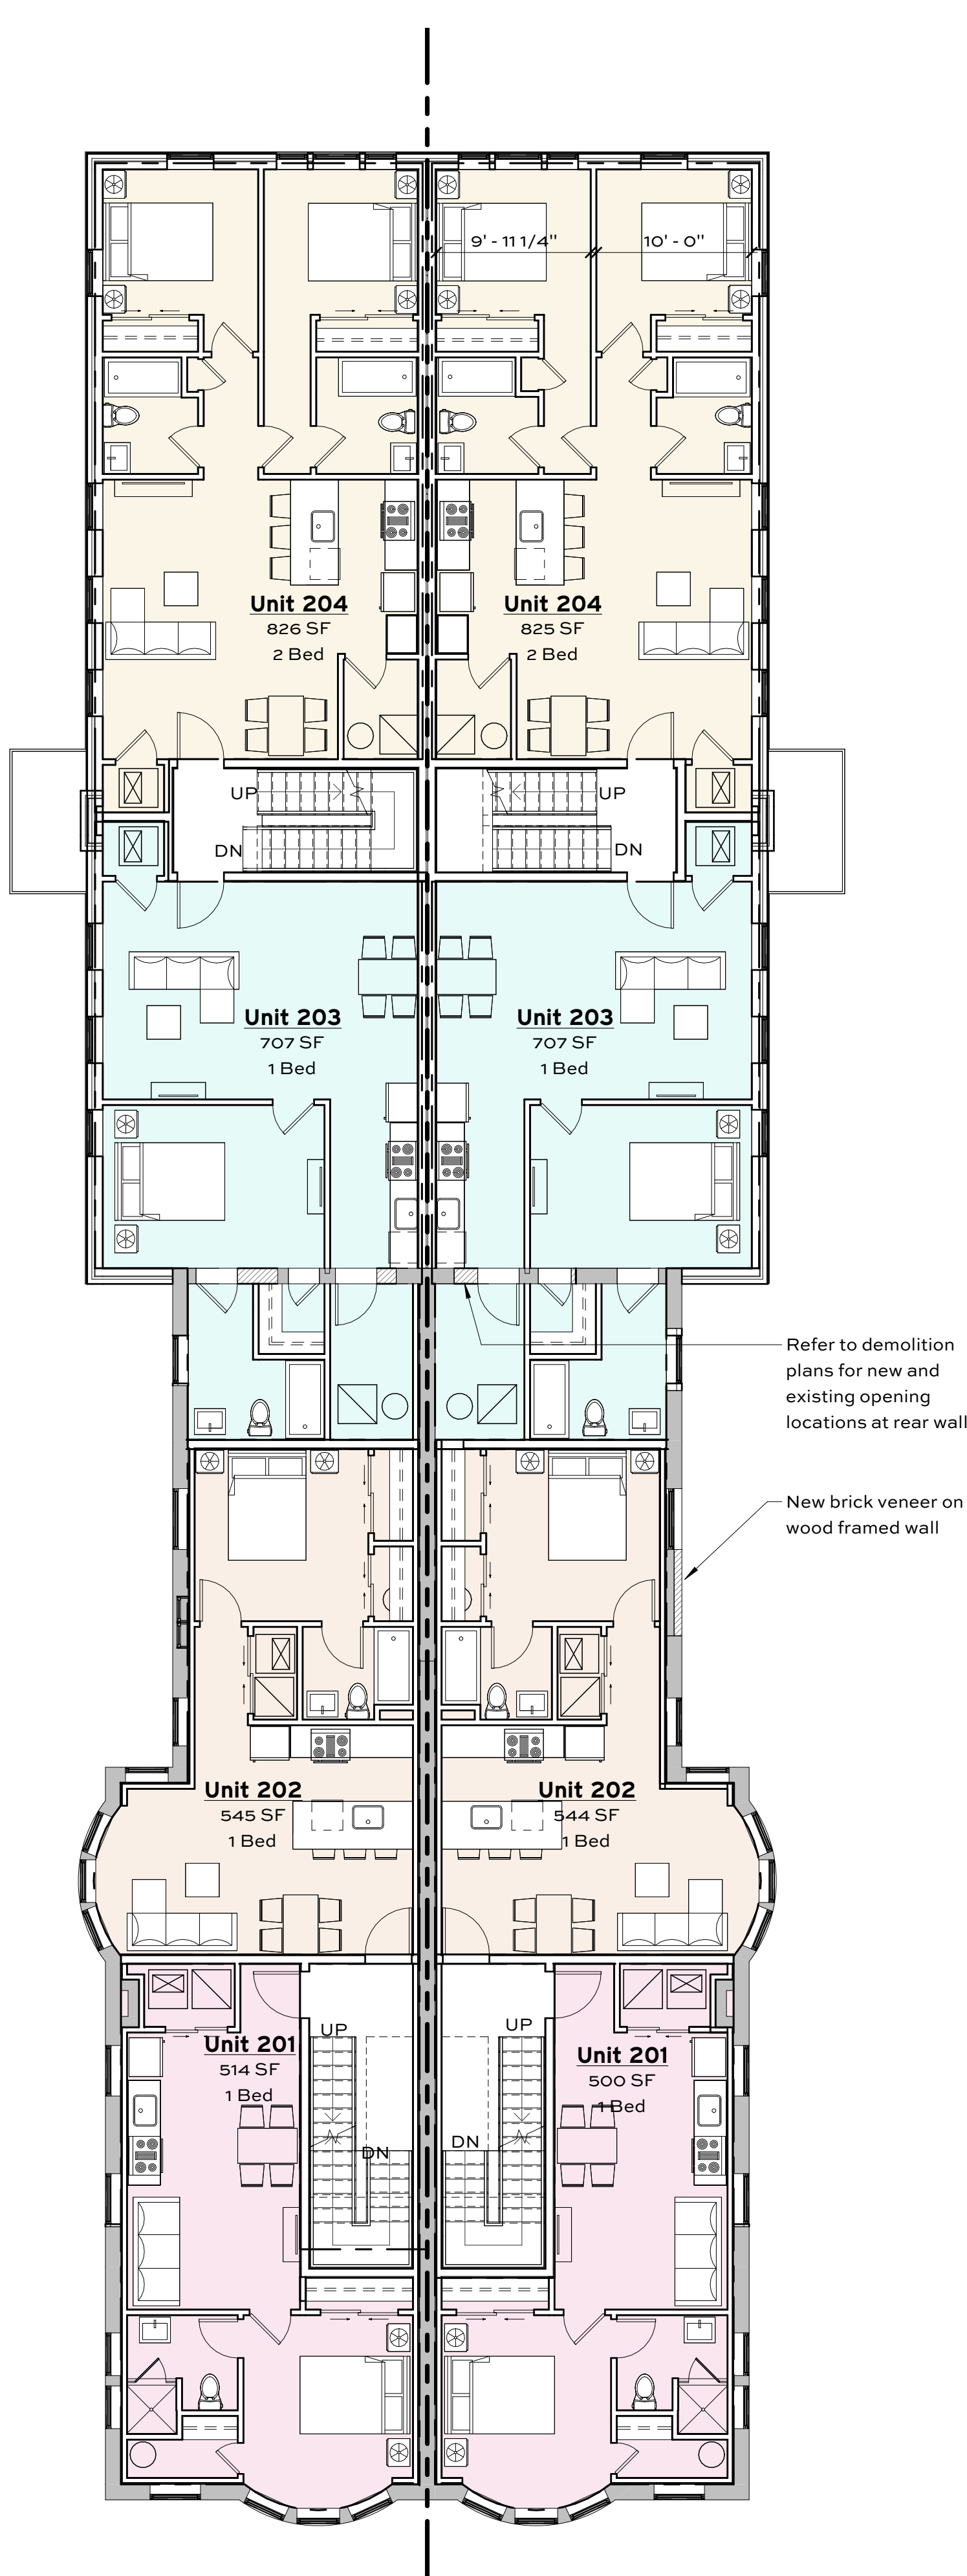 9' - 11 1/4"
10' - 0"
Unit 204
826 SF
2 Bed
Unit 204
825 SF
2 Bed
UP
DN
UP
DN
Unit 203
707 SF
1 Bed
Unit 203
707 SF
1 Bed
Refer to demolition
plans for new and
existing opening
locations at rear wall
New brick veneer on
wood framed wall
Unit 202
545 SF
1 Bed
Unit 202
544 SF
1 Bed
UP
DN
UP
DN
Unit 201
514 SF
1 Bed
Unit 201
500 SF
1 Bed